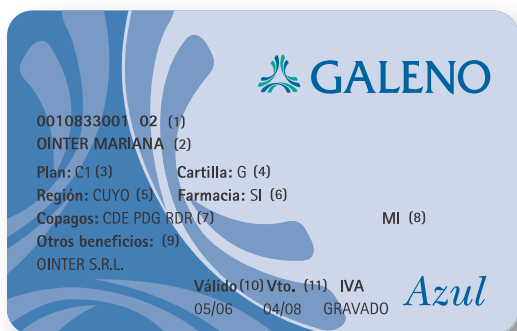 GALENO
0010833001 02 (1)
OINTER MARIANA (2)
Plan: C1 (3) Cartilla: G (4)
Región: CUYO (5) Farmacia: SI (6)
Copagos: CDE PDG RDR (7) MI (8)
Otros beneficios: (9)
OINTER S.R.L.
Válido (10) Vto. (11) IVA
05/06 04/08 GRAVADO
Azul